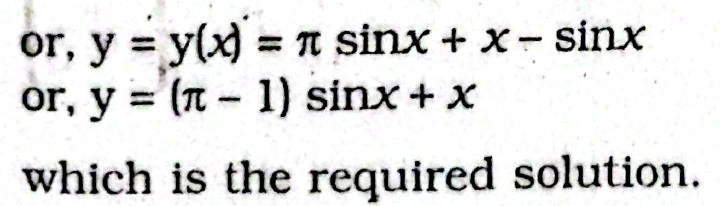 or, y = y(x) = π sinx + x – sinx
or, y = (π – 1) sinx + x
which is the required solution.